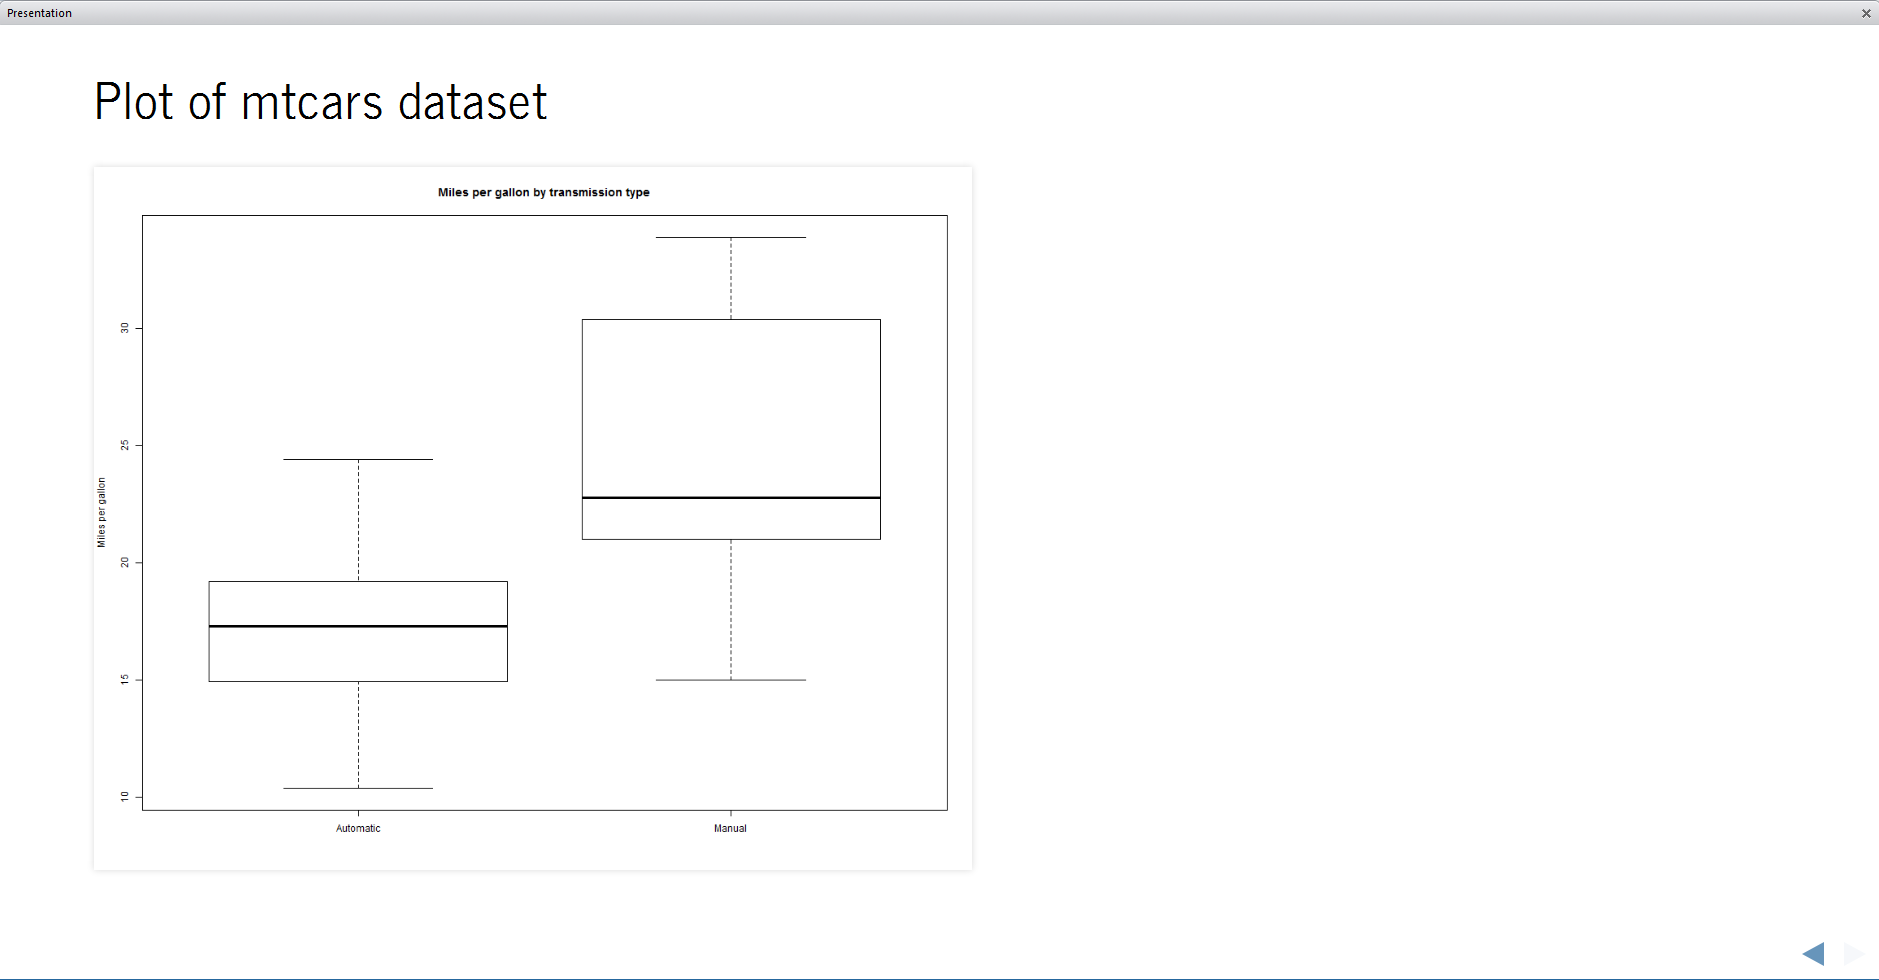 Presentation
Plot of mtcars dataset
Miles per gallon by transmission type
30
25
20
15
10
Miles per gallon
Automatic
Manual